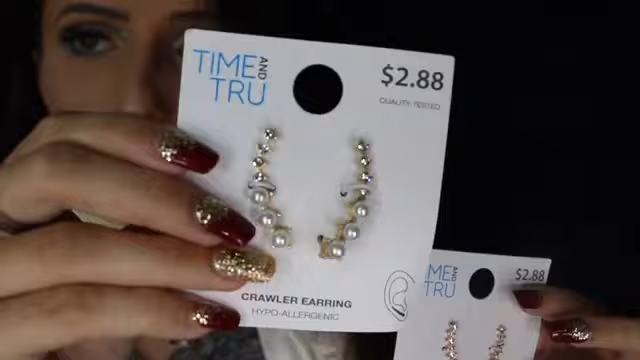 TIME AND TRU
$2.88
QUALITY TESTED
CRAWLER EARRING
HYPO-ALLERGENIC
TIME AND TRU
$2.88